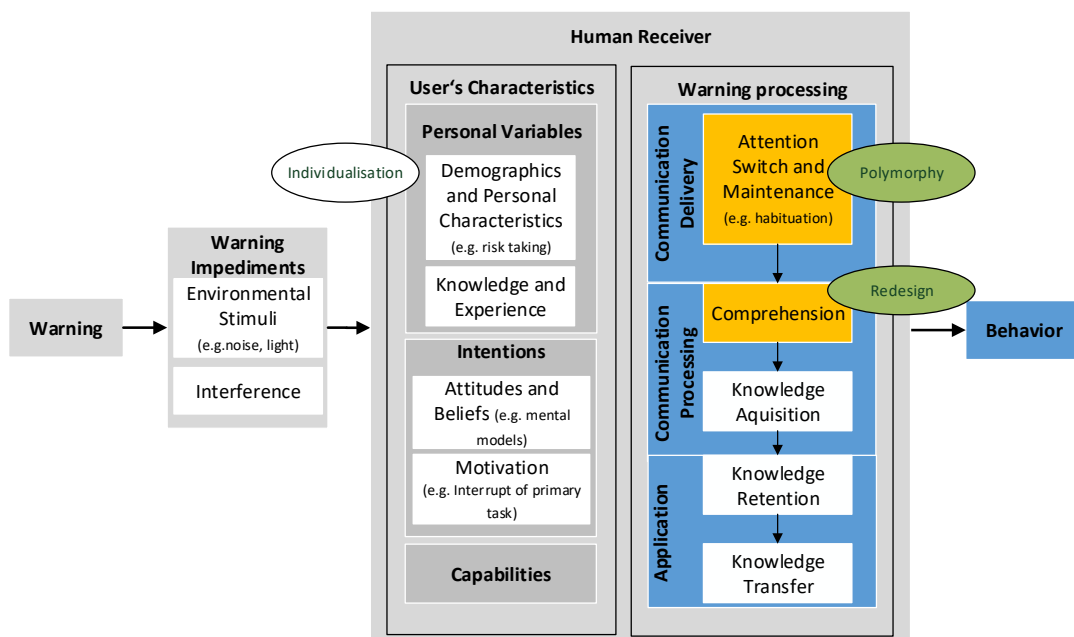 Human Receiver
User's Characteristics
Personal Variables
Individualisation
Demographics
and Personal
Characteristics
(e.g. risk taking)
Knowledge and
Experience
Intentions
Attitudes and
Beliefs (e.g. mental
models)
Motivation
(e.g. Interrupt of primary
task)
Capabilities
Warning
Warning
Impediments
Environmental
Stimuli
(e.g.noise, light)
Interference
Warning processing
Communication
Delivery
Attention
Switch and
Maintenance
(e.g. habituation)
Polymorphy
Communication
Processing
Comprehension
Redesign
Knowledge
Aquisition
Application
Knowledge
Retention
Knowledge
Transfer
Behavior